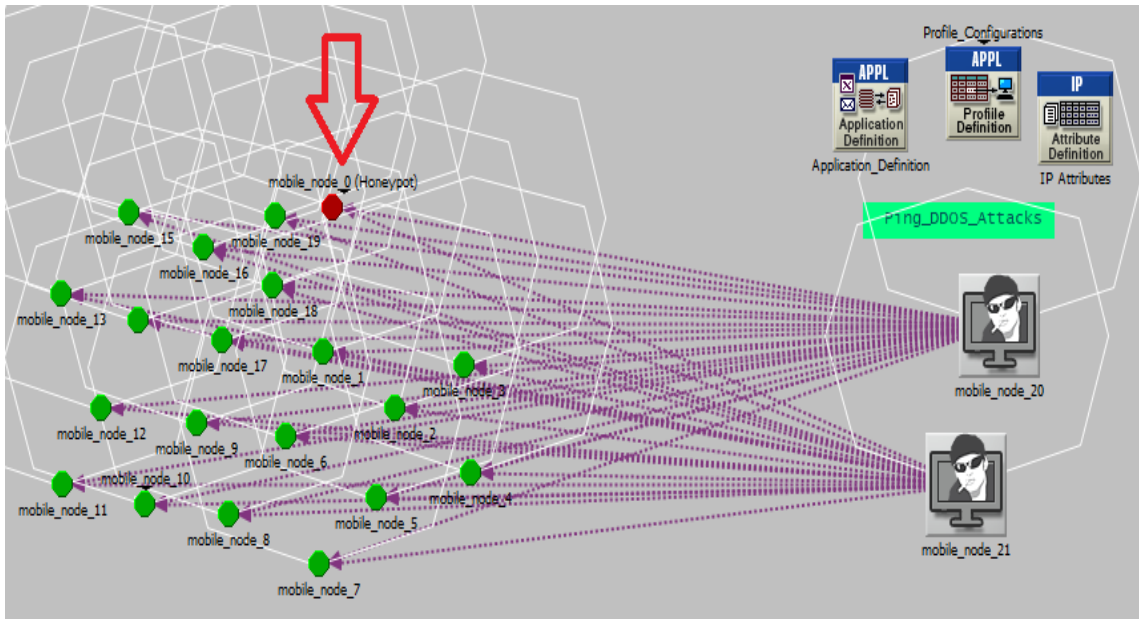 Profile_Configurations
APPL
Application
Definition
Application_Definition
APPL
Profiile
Definition
IP
Attribute
Definition
IP Attributes
Ping_DDOS_Attacks
mobile_node_0 (Honeypot)
mobile_node_15
mobile_node_19
mobile_node_16
mobile_node_18
mobile_node_13
mobile_node_17
mobile_node_1
mobile_node_3
mobile_node_20
mobile_node_12
mobile_node_9
mobile_node_2
mobile_node_6
mobile_node_10
mobile_node_4
mobile_node_11
mobile_node_5
mobile_node_8
mobile_node_21
mobile_node_7